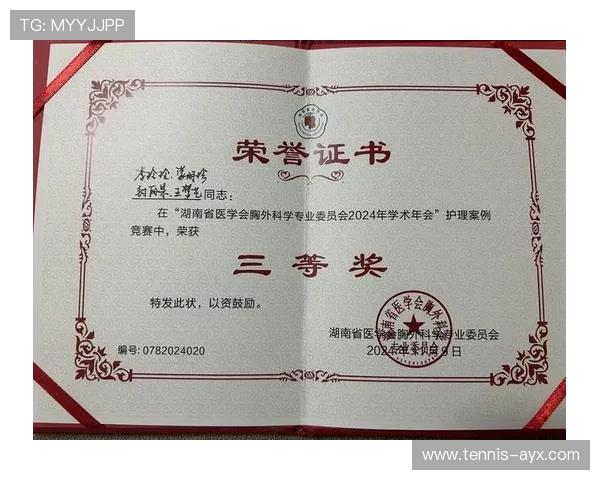 TG: MYYJJPP
荣誉证书
同志:
在“湖南省医学会胸外科学专业委员会2024年学术年会”护理案例
竞赛中，荣获
三等奖
特发此状，以资鼓励。
湖南省医学会胸外科学专业委员会
编号: 0782024020
www.tennis-ayx.com